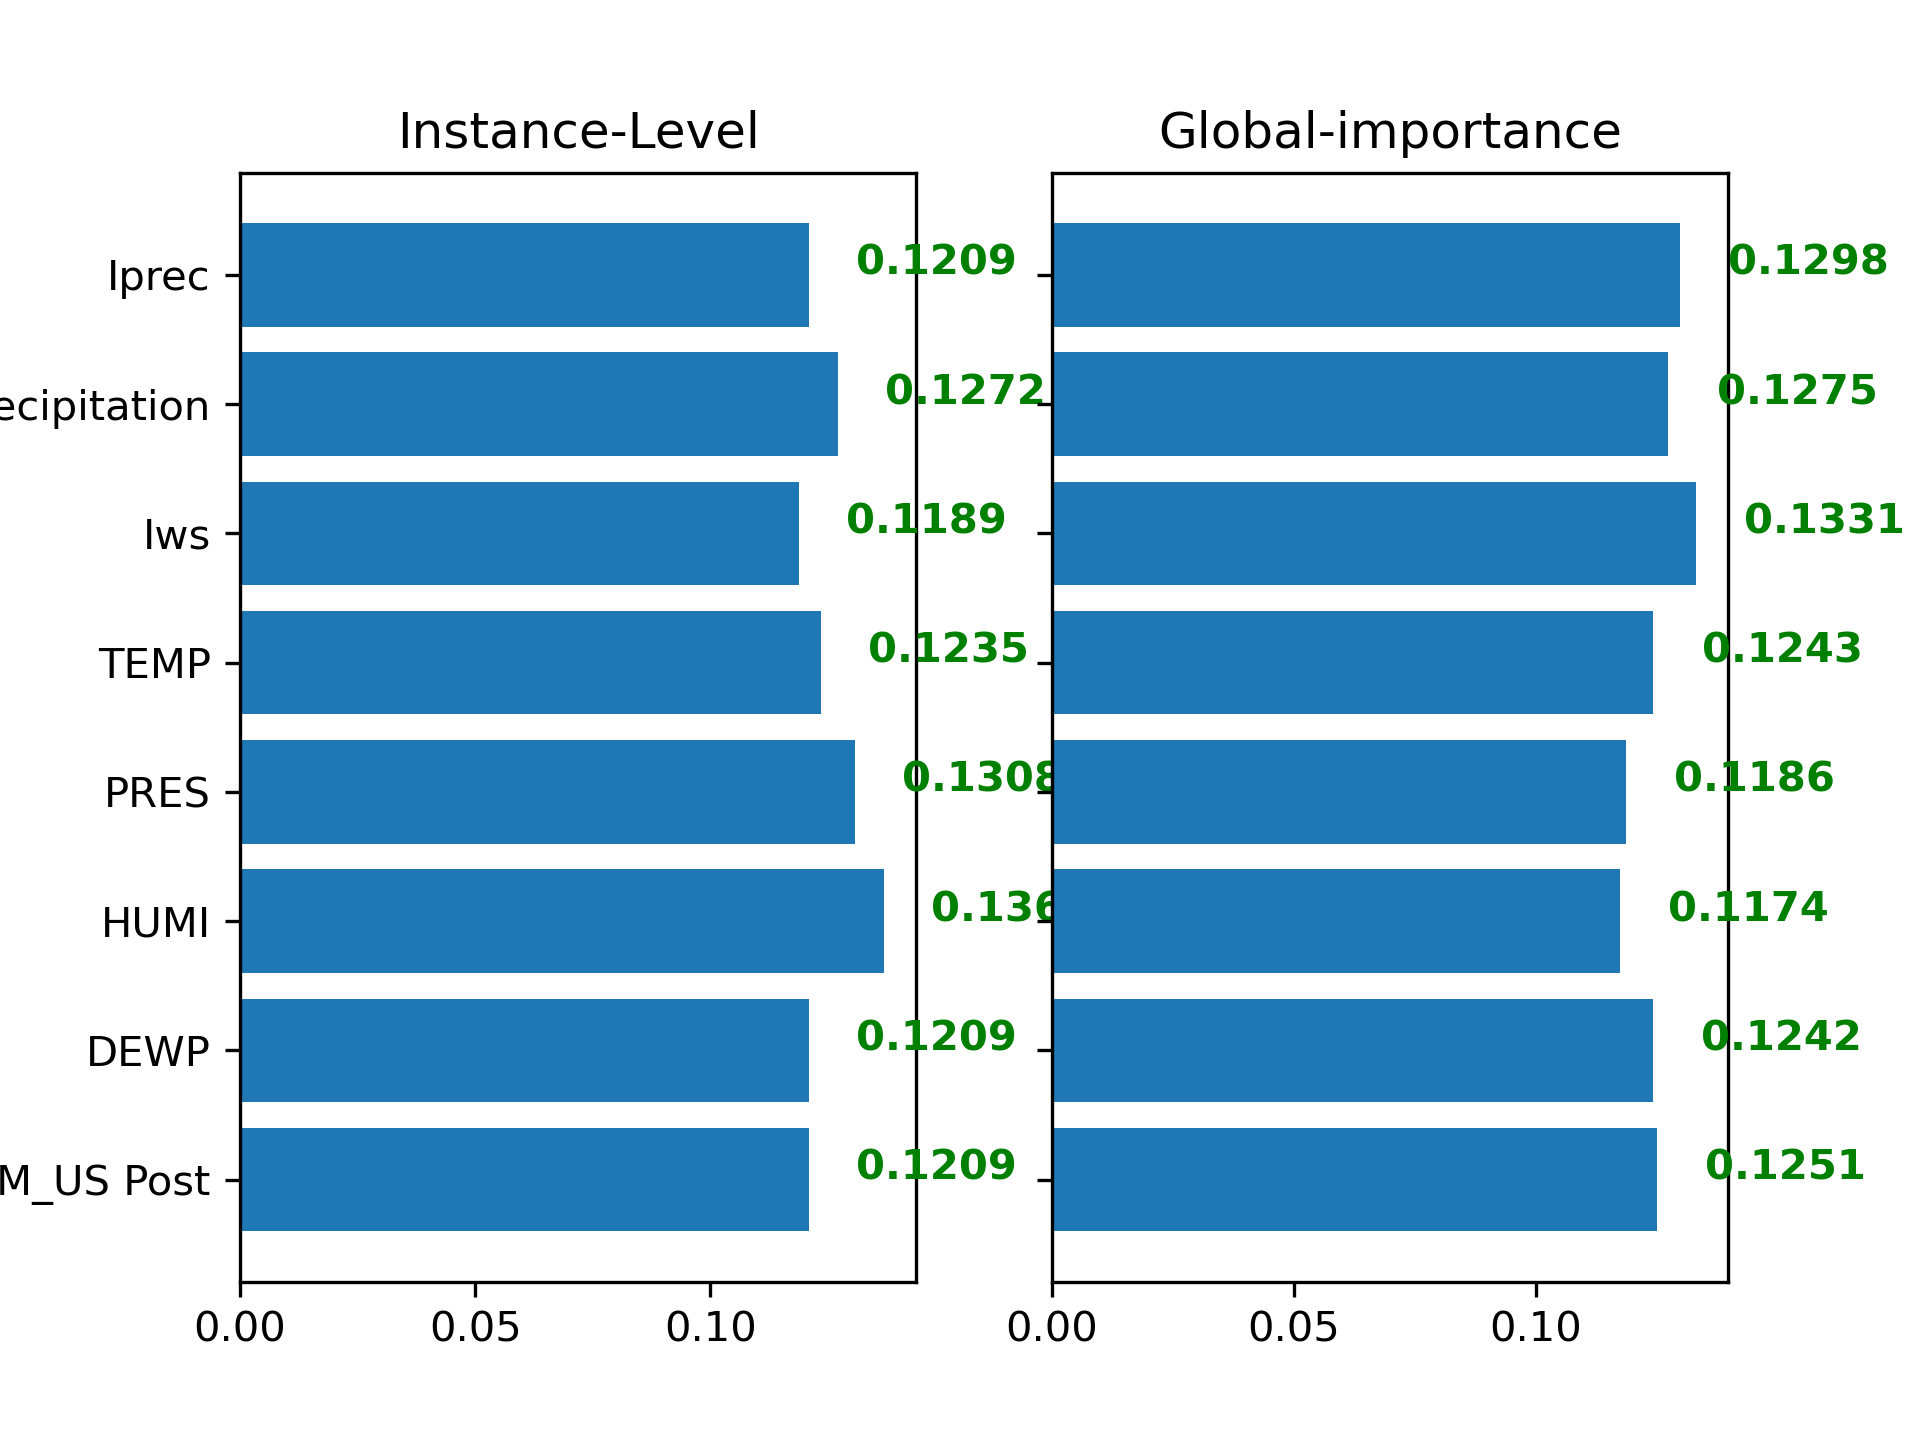 Instance-Level Global-importance
Iprec 0.1209 0.1298
ecipitation 0.1272 0.1275
Iws 0.1189 0.1331
TEMP 0.1235 0.1243
PRES 0.1308 0.1186
HUMI 0.136 0.1174
DEWP 0.1209 0.1242
M_US Post 0.1209 0.1251
0.00 0.05 0.10 0.00 0.05 0.10